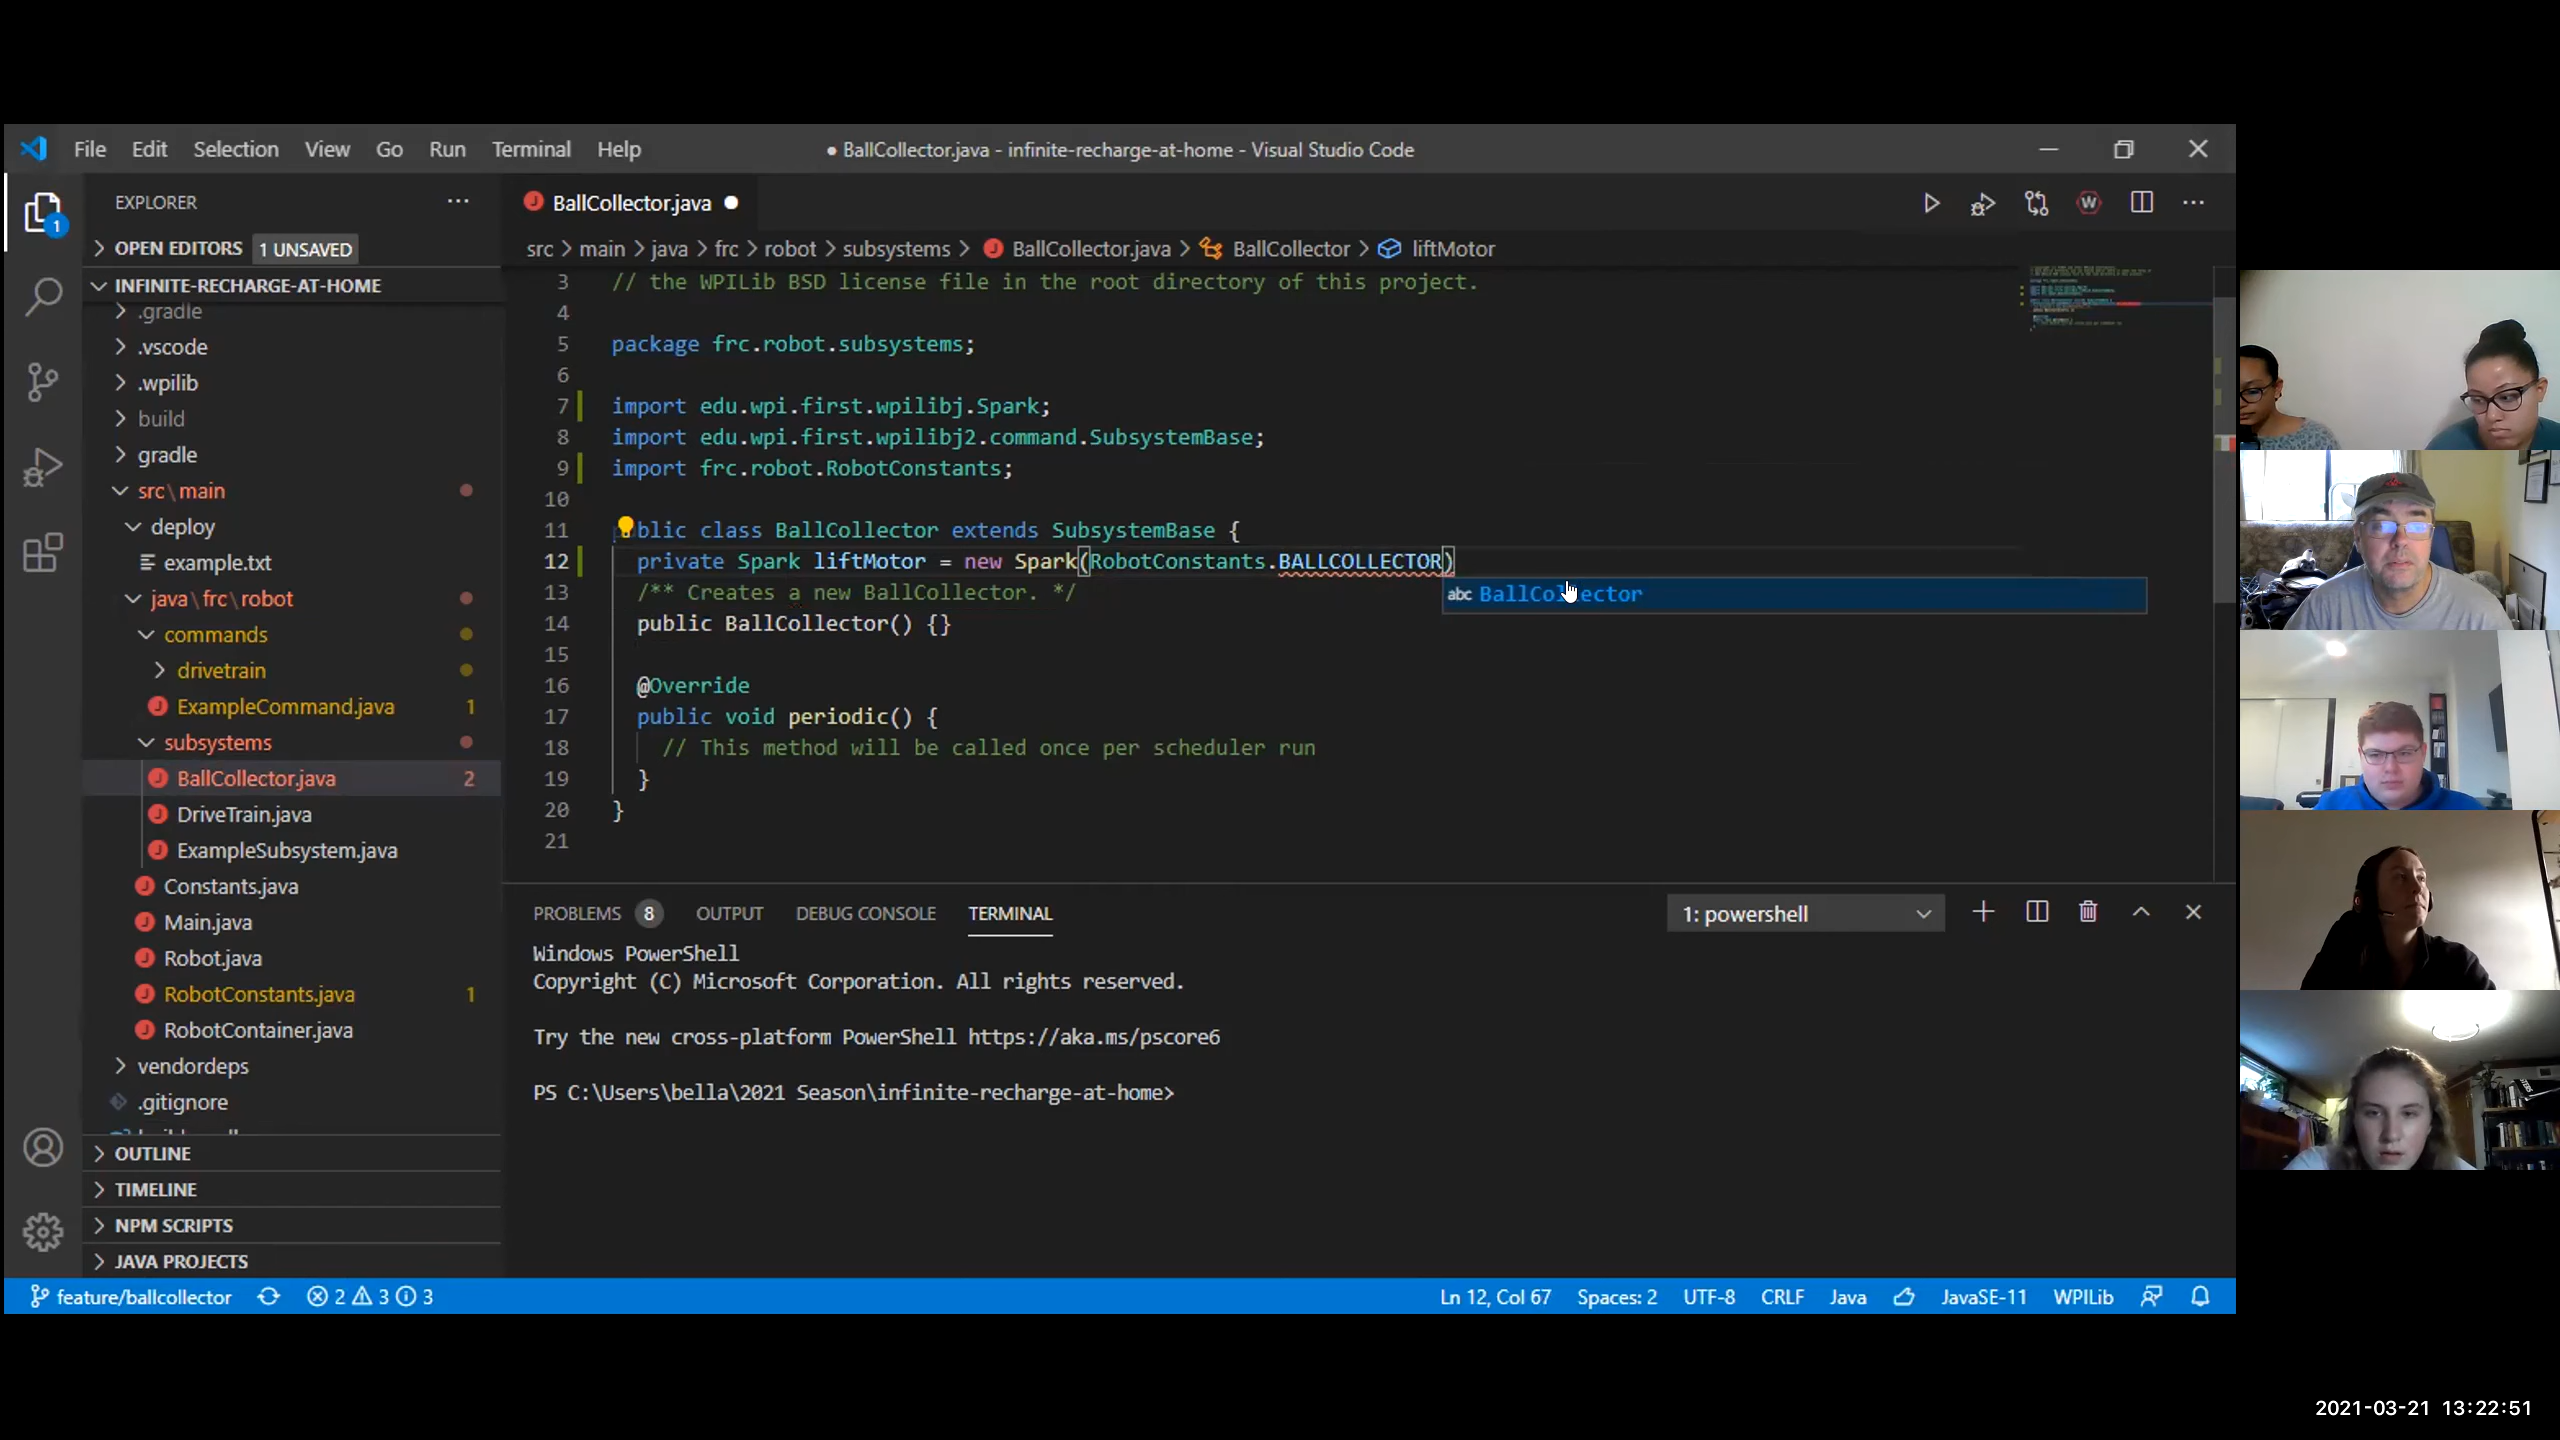 File Edit Selection View Go Run Terminal Help
● BallCollector.java - infinite-recharge-at-home - Visual Studio Code
EXPLORER
OPEN EDITORS 1 UNSAVED
INFINITE-RECHARGE-AT-HOME
.gradle
.vscode
.wpilib
build
gradle
src\main
deploy
example.txt
java\frc\robot
commands
drivetrain
ExampleCommand.java 1
subsystems
BallCollector.java 2
DriveTrain.java
ExampleSubsystem.java
Constants.java
Main.java
Robot.java
RobotConstants.java 1
RobotContainer.java
vendordeps
.gitignore
OUTLINE
TIMELINE
NPM SCRIPTS
JAVA PROJECTS
BallCollector.java
src > main > java > frc > robot > subsystems > BallCollector.java > BallCollector > liftMotor
3 // the WPILib BSD license file in the root directory of this project.
4
5 package frc.robot.subsystems;
6
7 import edu.wpi.first.wpilibj.Spark;
8 import edu.wpi.first.wpilibj2.command.SubsystemBase;
9 import frc.robot.RobotConstants;
10
11 public class BallCollector extends SubsystemBase {
12 private Spark liftMotor = new Spark(RobotConstants.BALLCOLLECTOR)
abc BallCollector
13 /** Creates a new BallCollector. */
14 public BallCollector() {}
15
16 @Override
17 public void periodic() {
18 // This method will be called once per scheduler run
19 }
20 }
21
PROBLEMS 8 OUTPUT DEBUG CONSOLE TERMINAL 1: powershell
Windows PowerShell
Copyright (C) Microsoft Corporation. All rights reserved.
Try the new cross-platform PowerShell https://aka.ms/pscore6
PS C:\Users\bella\2021 Season\infinite-recharge-at-home>
feature/ballcollector 2 3 3 Ln 12, Col 67 Spaces: 2 UTF-8 CRLF Java JavaSE-11 WPILib
2021-03-21 13:22:51